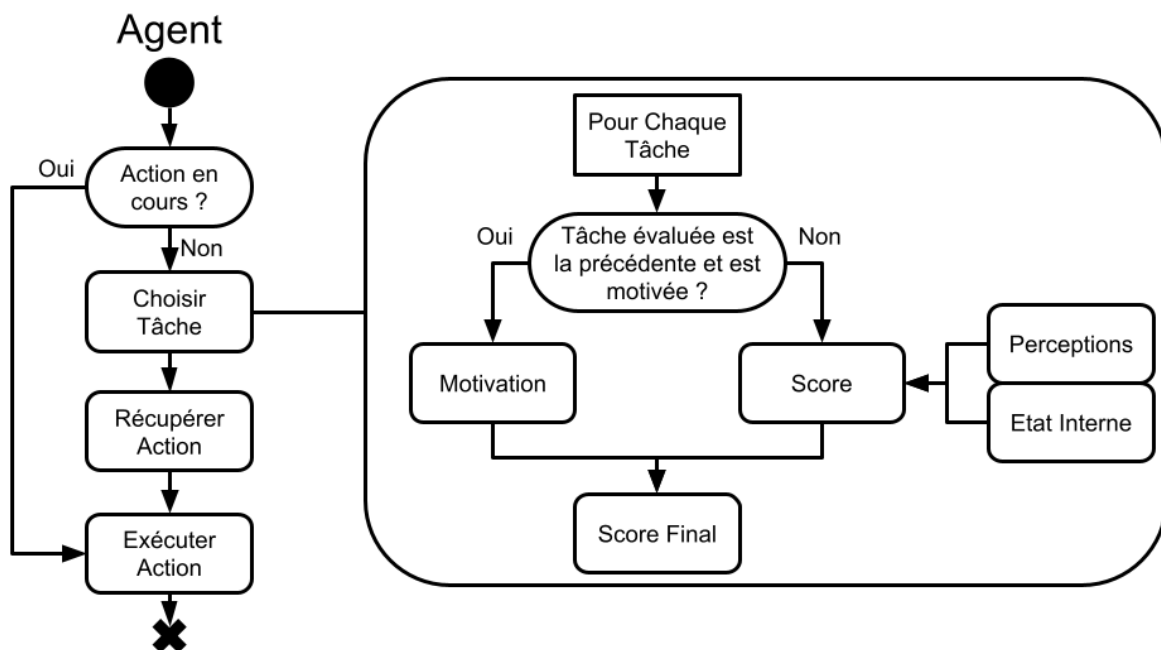 Agent
Oui
Action en
cours ?
Non
Choisir
Tâche
Récupérer
Action
Exécuter
Action
Pour Chaque
Tâche
Oui
Tâche évaluée est
la précédente et est
motivée ?
Non
Motivation
Score
Perceptions
Etat Interne
Score Final